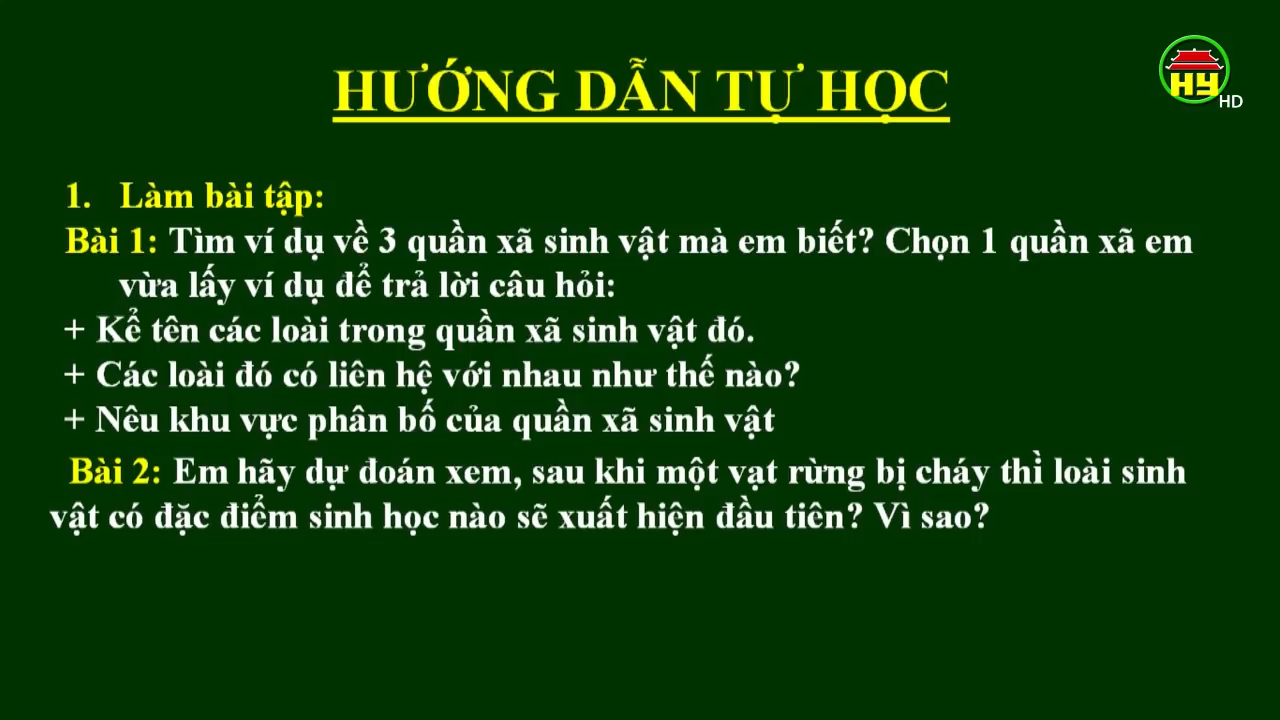 HƯỚNG DẪN TỰ HỌC
HY
HD
1. Làm bài tập:
Bài 1: Tìm ví dụ về 3 quần xã sinh vật mà em biết? Chọn 1 quần xã em
vừa lấy ví dụ để trả lời câu hỏi:
+ Kể tên các loài trong quần xã sinh vật đó.
+ Các loài đó có liên hệ với nhau như thế nào?
+ Nêu khu vực phân bố của quần xã sinh vật
Bài 2: Em hãy dự đoán xem, sau khi một vạt rừng bị cháy thì loài sinh
vật có đặc điểm sinh học nào sẽ xuất hiện đầu tiên? Vì sao?